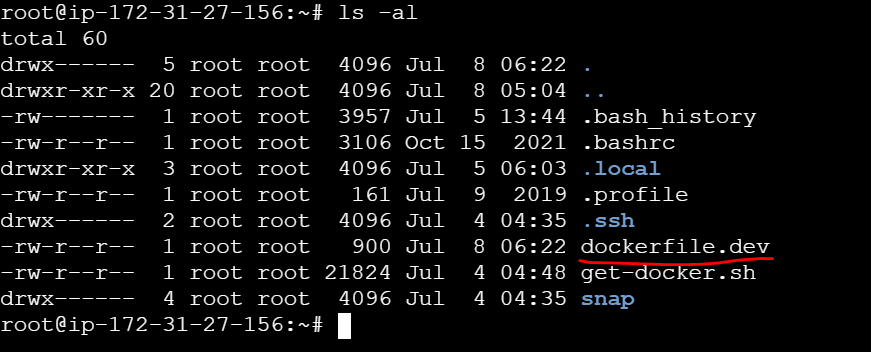 root@ip-172-31-27-156:~# ls -al
total 60
drwx------  5 root root  4096 Jul  8 06:22 .
drwxr-xr-x 20 root root  4096 Jul  8 05:04 ..
-rw-------  1 root root  3957 Jul  5 13:44 .bash_history
-rw-r--r--  1 root root  3106 Oct 15  2021 .bashrc
drwxr-xr-x  3 root root  4096 Jul  5 06:03 .local
-rw-r--r--  1 root root   161 Jul  9  2019 .profile
drwx------  2 root root  4096 Jul  4 04:35 .ssh
-rw-r--r--  1 root root   900 Jul  8 06:22 dockerfile.dev
-rw-r--r--  1 root root 21824 Jul  4 04:48 get-docker.sh
drwx------  4 root root  4096 Jul  4 04:35 snap
root@ip-172-31-27-156:~#